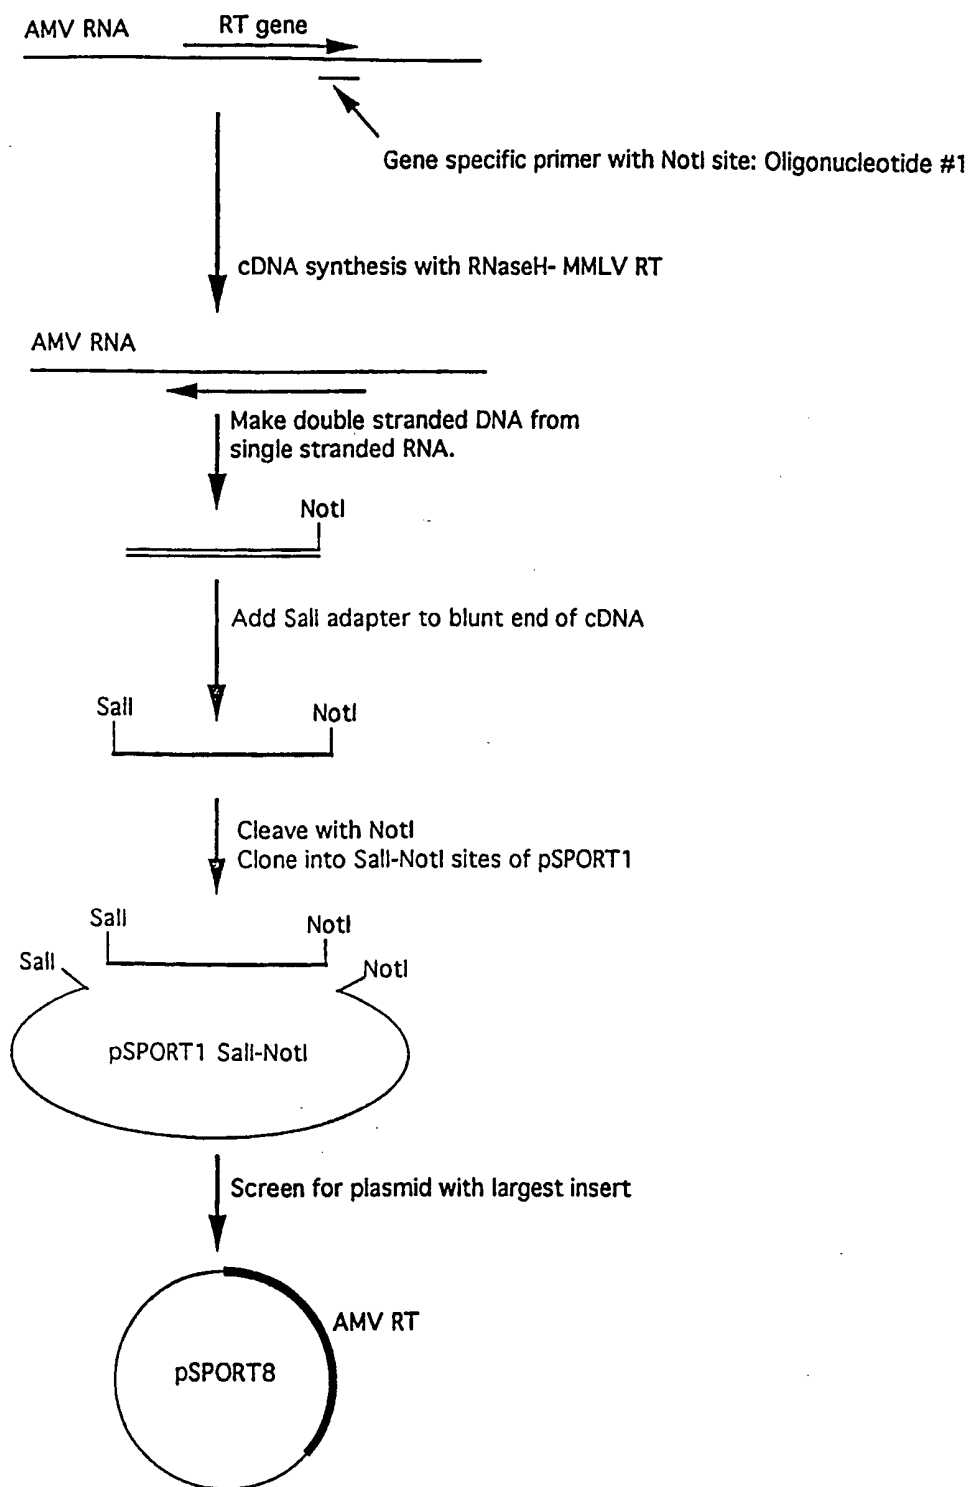 AMV RNA
RT gene
Gene specific primer with NotI site: Oligonucleotide #1
cDNA synthesis with RNaseH- MMLV RT
AMV RNA
Make double stranded DNA from
single stranded RNA.
NotI
Add SalI adapter to blunt end of cDNA
SalI
NotI
Cleave with NotI
Clone into SalI-NotI sites of pSPORT1
SalI
NotI
SalI
NotI
pSPORT1 SalI-NotI
Screen for plasmid with largest insert
AMV RT
pSPORT8